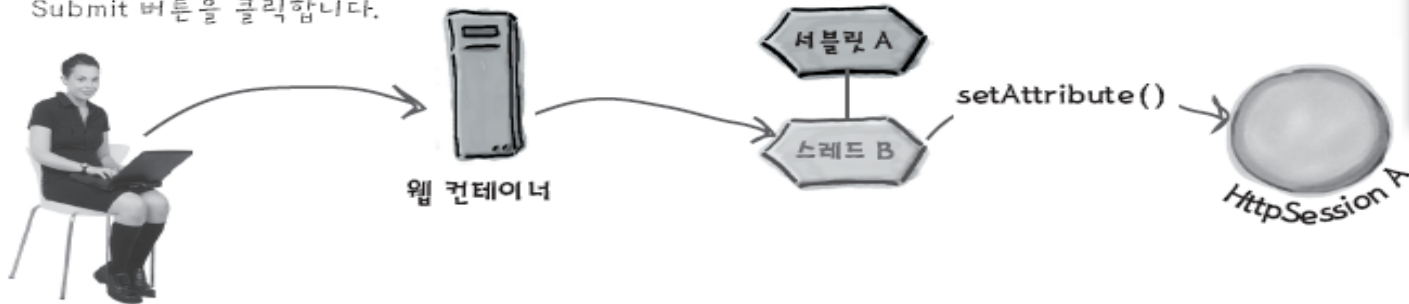 Submit 버튼을 클릭합니다.
서블릿 A
setAttribute()
스레드 B
웹 컨테이너
HttpSession A